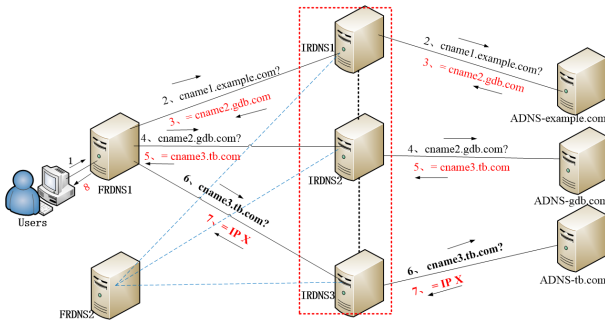 IRDNS1
2、cname1.example.com?
3、= cname2.gdb.com
2、cname1.example.com?
3、= cname2.gdb.com
ADNS-example.com
4、cname2.gdb.com?
5、= cname3.tb.com
1
8
Users
FRDNS1
IRDNS2
4、cname2.gdb.com?
5、= cname3.tb.com
ADNS-gdb.com
6、cname3.tb.com?
7、= IP X
6、cname3.tb.com?
7、= IP X
ADNS-tb.com
IRDNS3
FRDNS2